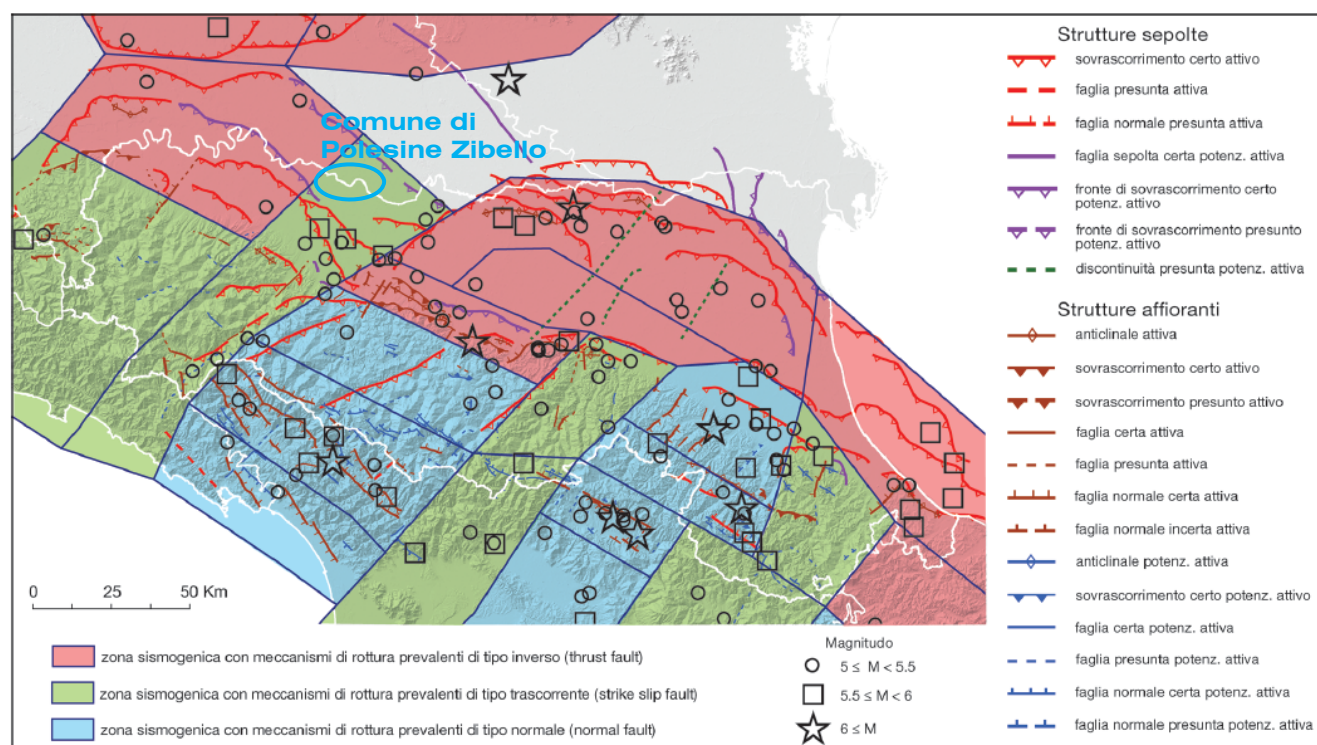 Comune di
Polesine Zibello
0 25 50 Km
zona sismogenica con meccanismi di rottura prevalenti di tipo inverso (thrust fault)
zona sismogenica con meccanismi di rottura prevalenti di tipo trascorrente (strike slip fault)
zona sismogenica con meccanismi di rottura prevalenti di tipo normale (normal fault)
Magnitudo
5 ≤ M < 5.5
5.5 ≤ M < 6
6 ≤ M
Strutture sepolte
sovrascorrimento certo attivo
faglia presunta attiva
faglia normale presunta attiva
faglia sepolta certa potenz. attiva
fronte di sovrascorrimento certo
potenz. attivo
fronte di sovrascorrimento presunto
potenz. attivo
discontinuità presunta potenz. attiva
Strutture affioranti
anticlinale attiva
sovrascorrimento certo attivo
sovrascorrimento presunto attivo
faglia certa attiva
faglia presunta attiva
faglia normale certa attiva
faglia normale incerta attiva
anticlinale potenz. attiva
sovrascorrimento certo potenz. attivo
faglia certa potenz. attiva
faglia presunta potenz. attiva
faglia normale certa potenz. attiva
faglia normale presunta potenz. attiva